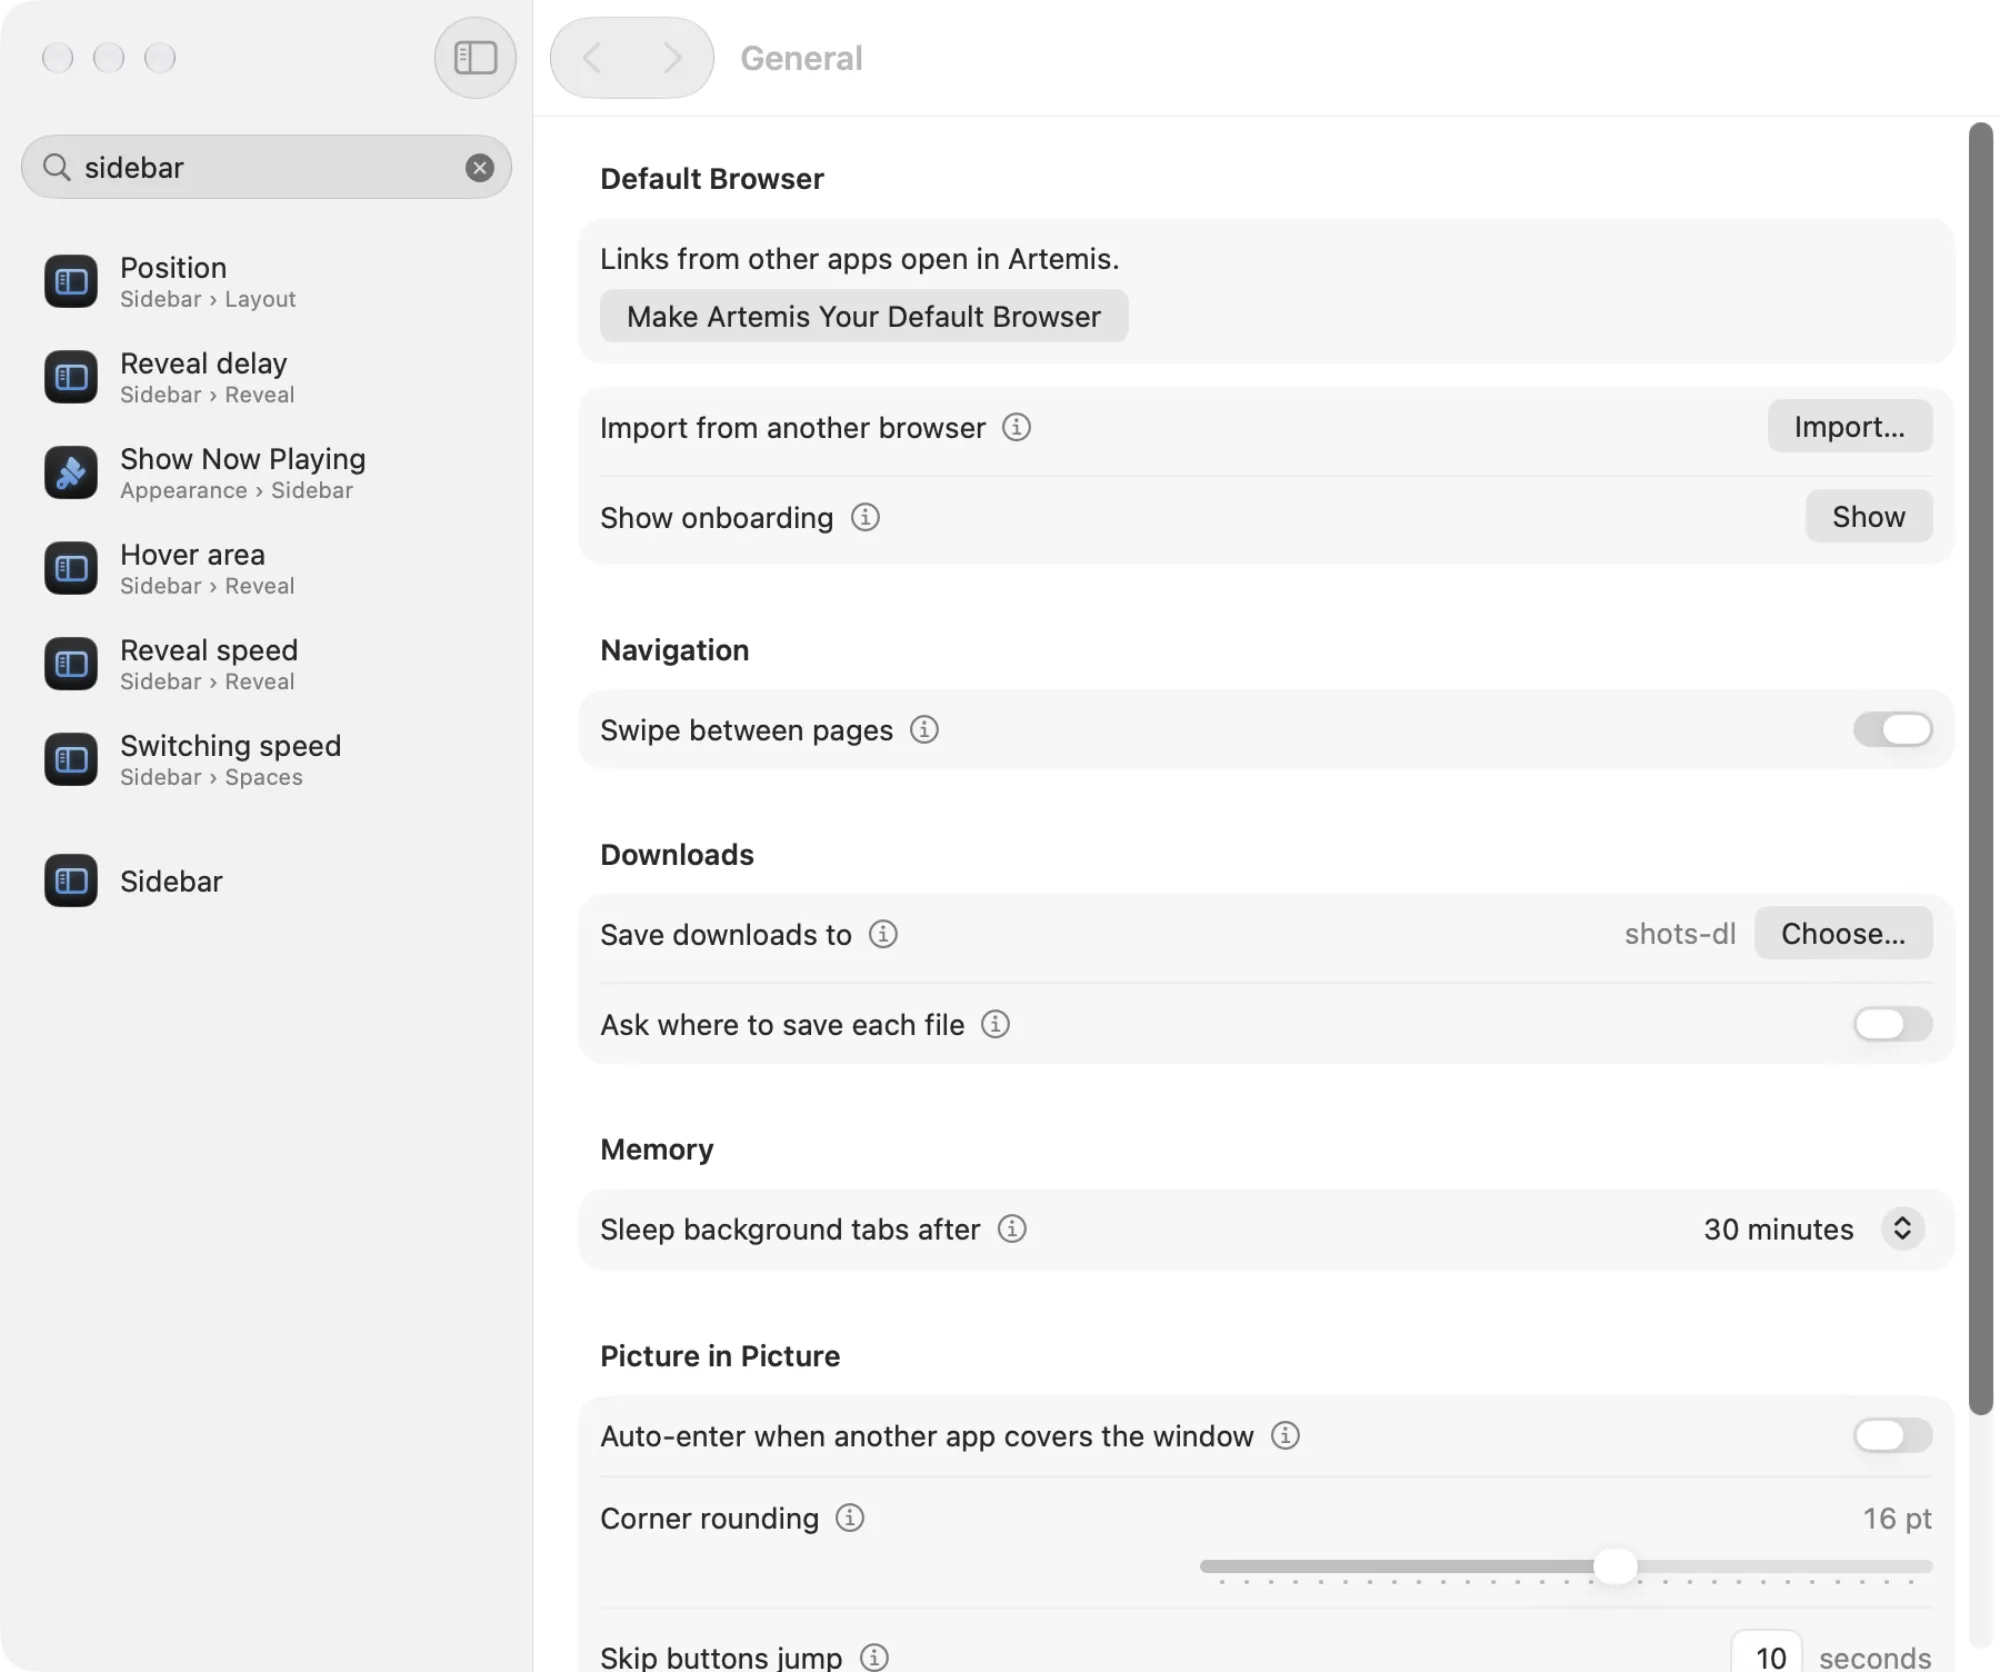 General
sidebar
Position
Sidebar › Layout
Reveal delay
Sidebar › Reveal
Show Now Playing
Appearance › Sidebar
Hover area
Sidebar › Reveal
Reveal speed
Sidebar › Reveal
Switching speed
Sidebar › Spaces
Sidebar
Default Browser
Links from other apps open in Artemis.
Make Artemis Your Default Browser
Import from another browser
Import...
Show onboarding
Show
Navigation
Swipe between pages
Downloads
Save downloads to
shots-dl
Choose...
Ask where to save each file
Memory
Sleep background tabs after
30 minutes
Picture in Picture
Auto-enter when another app covers the window
Corner rounding
16 pt
Skip buttons jump
10
seconds